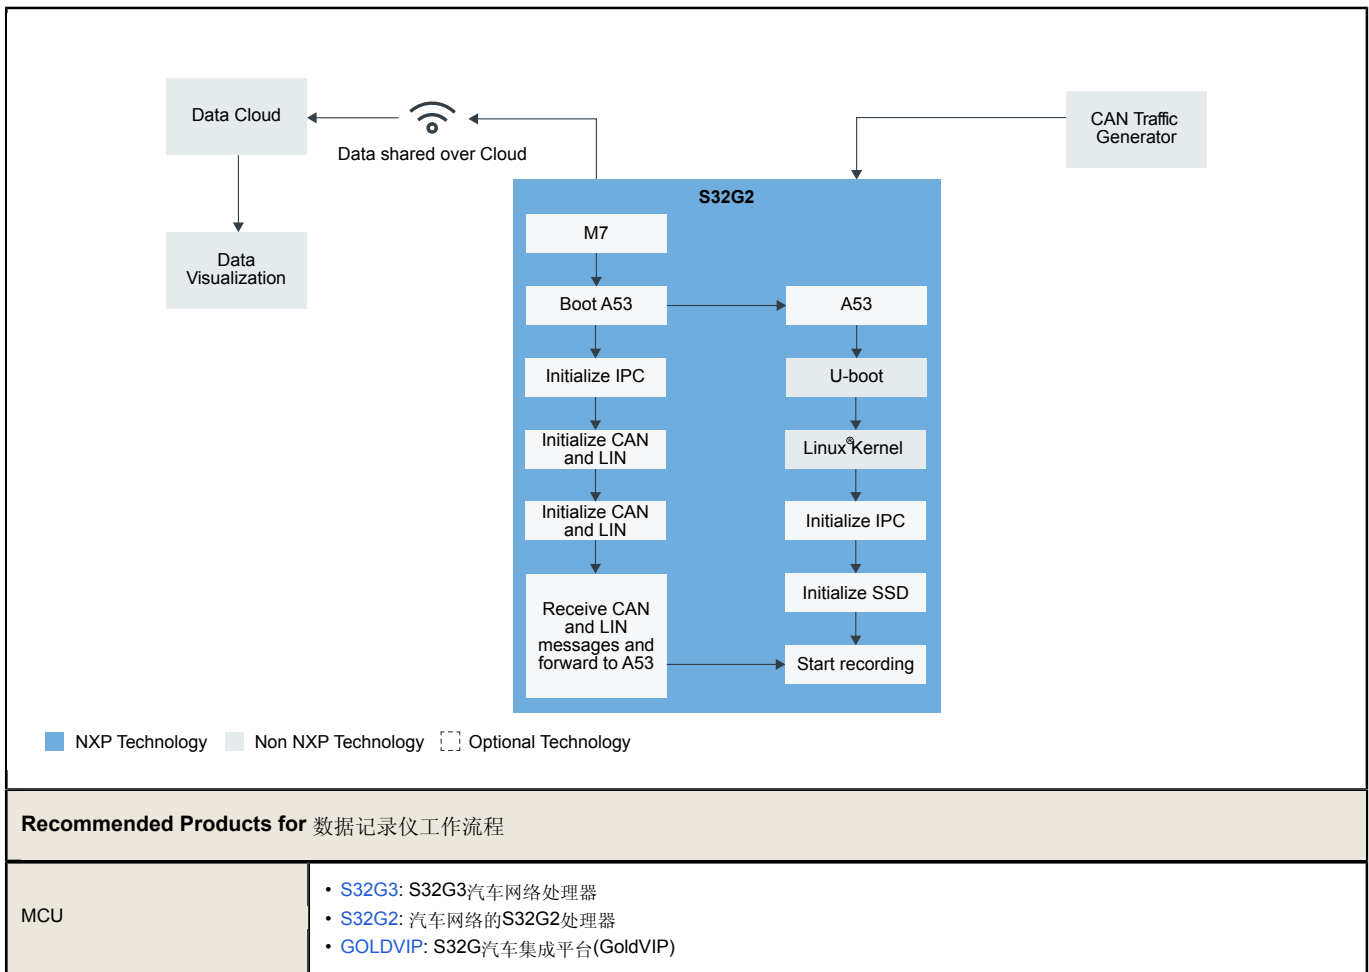 Data Cloud
Data shared over Cloud
CAN Traffic
Generator
Data
Visualization
S32G2
M7
Boot A53
A53
Initialize IPC
U-boot
Initialize CAN
and LIN
Linux® Kernel
Initialize CAN
and LIN
Initialize IPC
Receive CAN
and LIN
messages and
forward to A53
Initialize SSD
Start recording
NXP Technology
Non NXP Technology
Optional Technology
Recommended Products for 数据记录仪工作流程
MCU
• S32G3: S32G3汽车网络处理器
• S32G2: 汽车网络的S32G2处理器
• GOLDVIP: S32G汽车集成平台(GoldVIP)